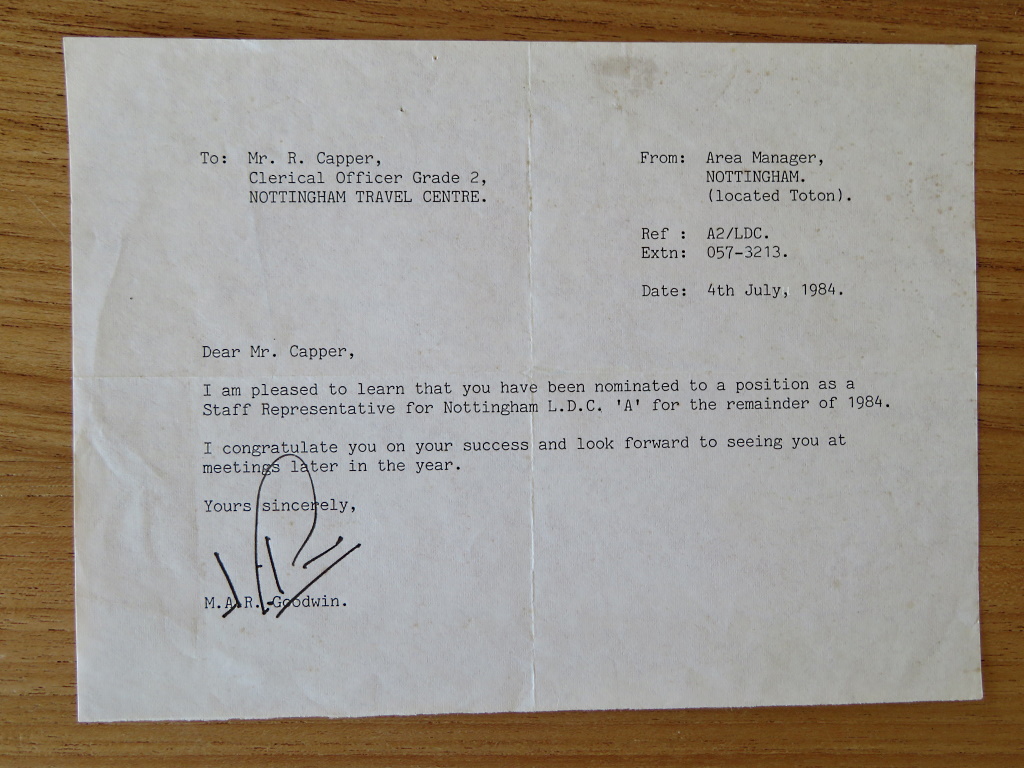 To: Mr. R. Capper,
Clerical Officer Grade 2,
NOTTINGHAM TRAVEL CENTRE.
From: Area Manager,
NOTTINGHAM.
(located Toton).
Ref : A2/LDC.
Extn: 057-3213.
Date: 4th July, 1984.
Dear Mr. Capper,
I am pleased to learn that you have been nominated to a position as a
Staff Representative for Nottingham L.D.C. 'A' for the remainder of 1984.
I congratulate you on your success and look forward to seeing you at
meetings later in the year.
Yours sincerely,
M.A.R. Goodwin.